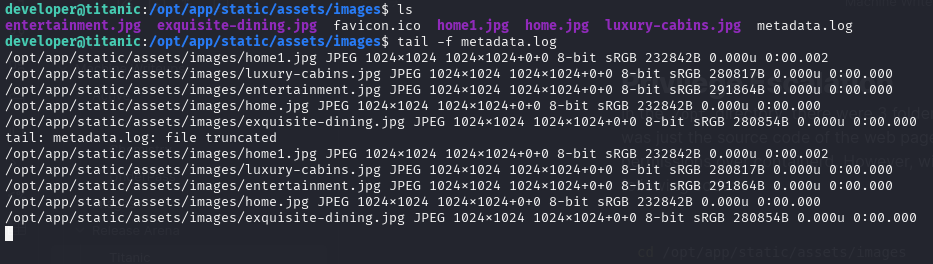 developer@titanic:/opt/app/static/assets/images$ ls
entertainment.jpg exquisite-dining.jpg favicon.ico home1.jpg home.jpg luxury-cabins.jpg metadata.log
developer@titanic:/opt/app/static/assets/images$ tail -f metadata.log
/opt/app/static/assets/images/home1.jpg JPEG 1024×1024 1024×1024+0+0 8-bit sRGB 232842B 0.000u 0:00.002
/opt/app/static/assets/images/luxury-cabins.jpg JPEG 1024×1024 1024×1024+0+0 8-bit sRGB 280817B 0.000u 0:00.000
/opt/app/static/assets/images/entertainment.jpg JPEG 1024×1024 1024×1024+0+0 8-bit sRGB 291864B 0.000u 0:00.000
/opt/app/static/assets/images/home.jpg JPEG 1024×1024 1024×1024+0+0 8-bit sRGB 232842B 0.000u 0:00.000
/opt/app/static/assets/images/exquisite-dining.jpg JPEG 1024×1024 1024×1024+0+0 8-bit sRGB 280854B 0.000u 0:00.000
tail: metadata.log: file truncated
/opt/app/static/assets/images/home1.jpg JPEG 1024×1024 1024×1024+0+0 8-bit sRGB 232842B 0.000u 0:00.002
/opt/app/static/assets/images/luxury-cabins.jpg JPEG 1024×1024 1024×1024+0+0 8-bit sRGB 280817B 0.000u 0:00.000
/opt/app/static/assets/images/entertainment.jpg JPEG 1024×1024 1024×1024+0+0 8-bit sRGB 291864B 0.000u 0:00.000
/opt/app/static/assets/images/home.jpg JPEG 1024×1024 1024×1024+0+0 8-bit sRGB 232842B 0.000u 0:00.000
/opt/app/static/assets/images/exquisite-dining.jpg JPEG 1024×1024 1024×1024+0+0 8-bit sRGB 280854B 0.000u 0:00.000
cd /opt/app/static/assets/images